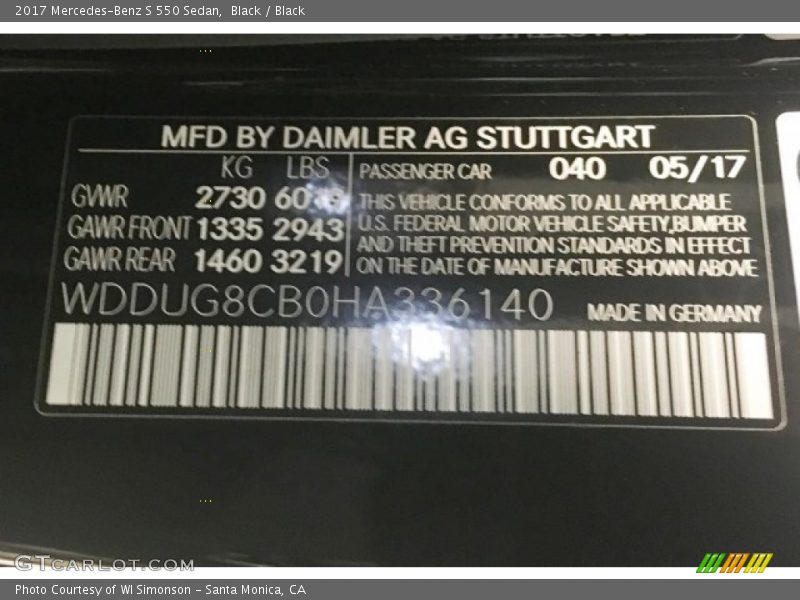 2017 Mercedes-Benz S 550 Sedan,  Black / Black
MFD BY DAIMLER AG STUTTGART
KG LBS
PASSENGER CAR 040 05/17
GVWR 2730
GAWR FRONT 1335 2943
GAWR REAR 1460 3219
THIS VEHICLE CONFORMS TO ALL APPLICABLE
U.S. FEDERAL MOTOR VEHICLE SAFETY,BUMPER
AND THEFT PREVENTION STANDARDS IN EFFECT
ON THE DATE OF MANUFACTURE SHOWN ABOVE
WDDUG8CB0HA336140
MADE IN GERMANY
GTCARLOT.COM
Photo Courtesy of WI Simonson - Santa Monica, CA